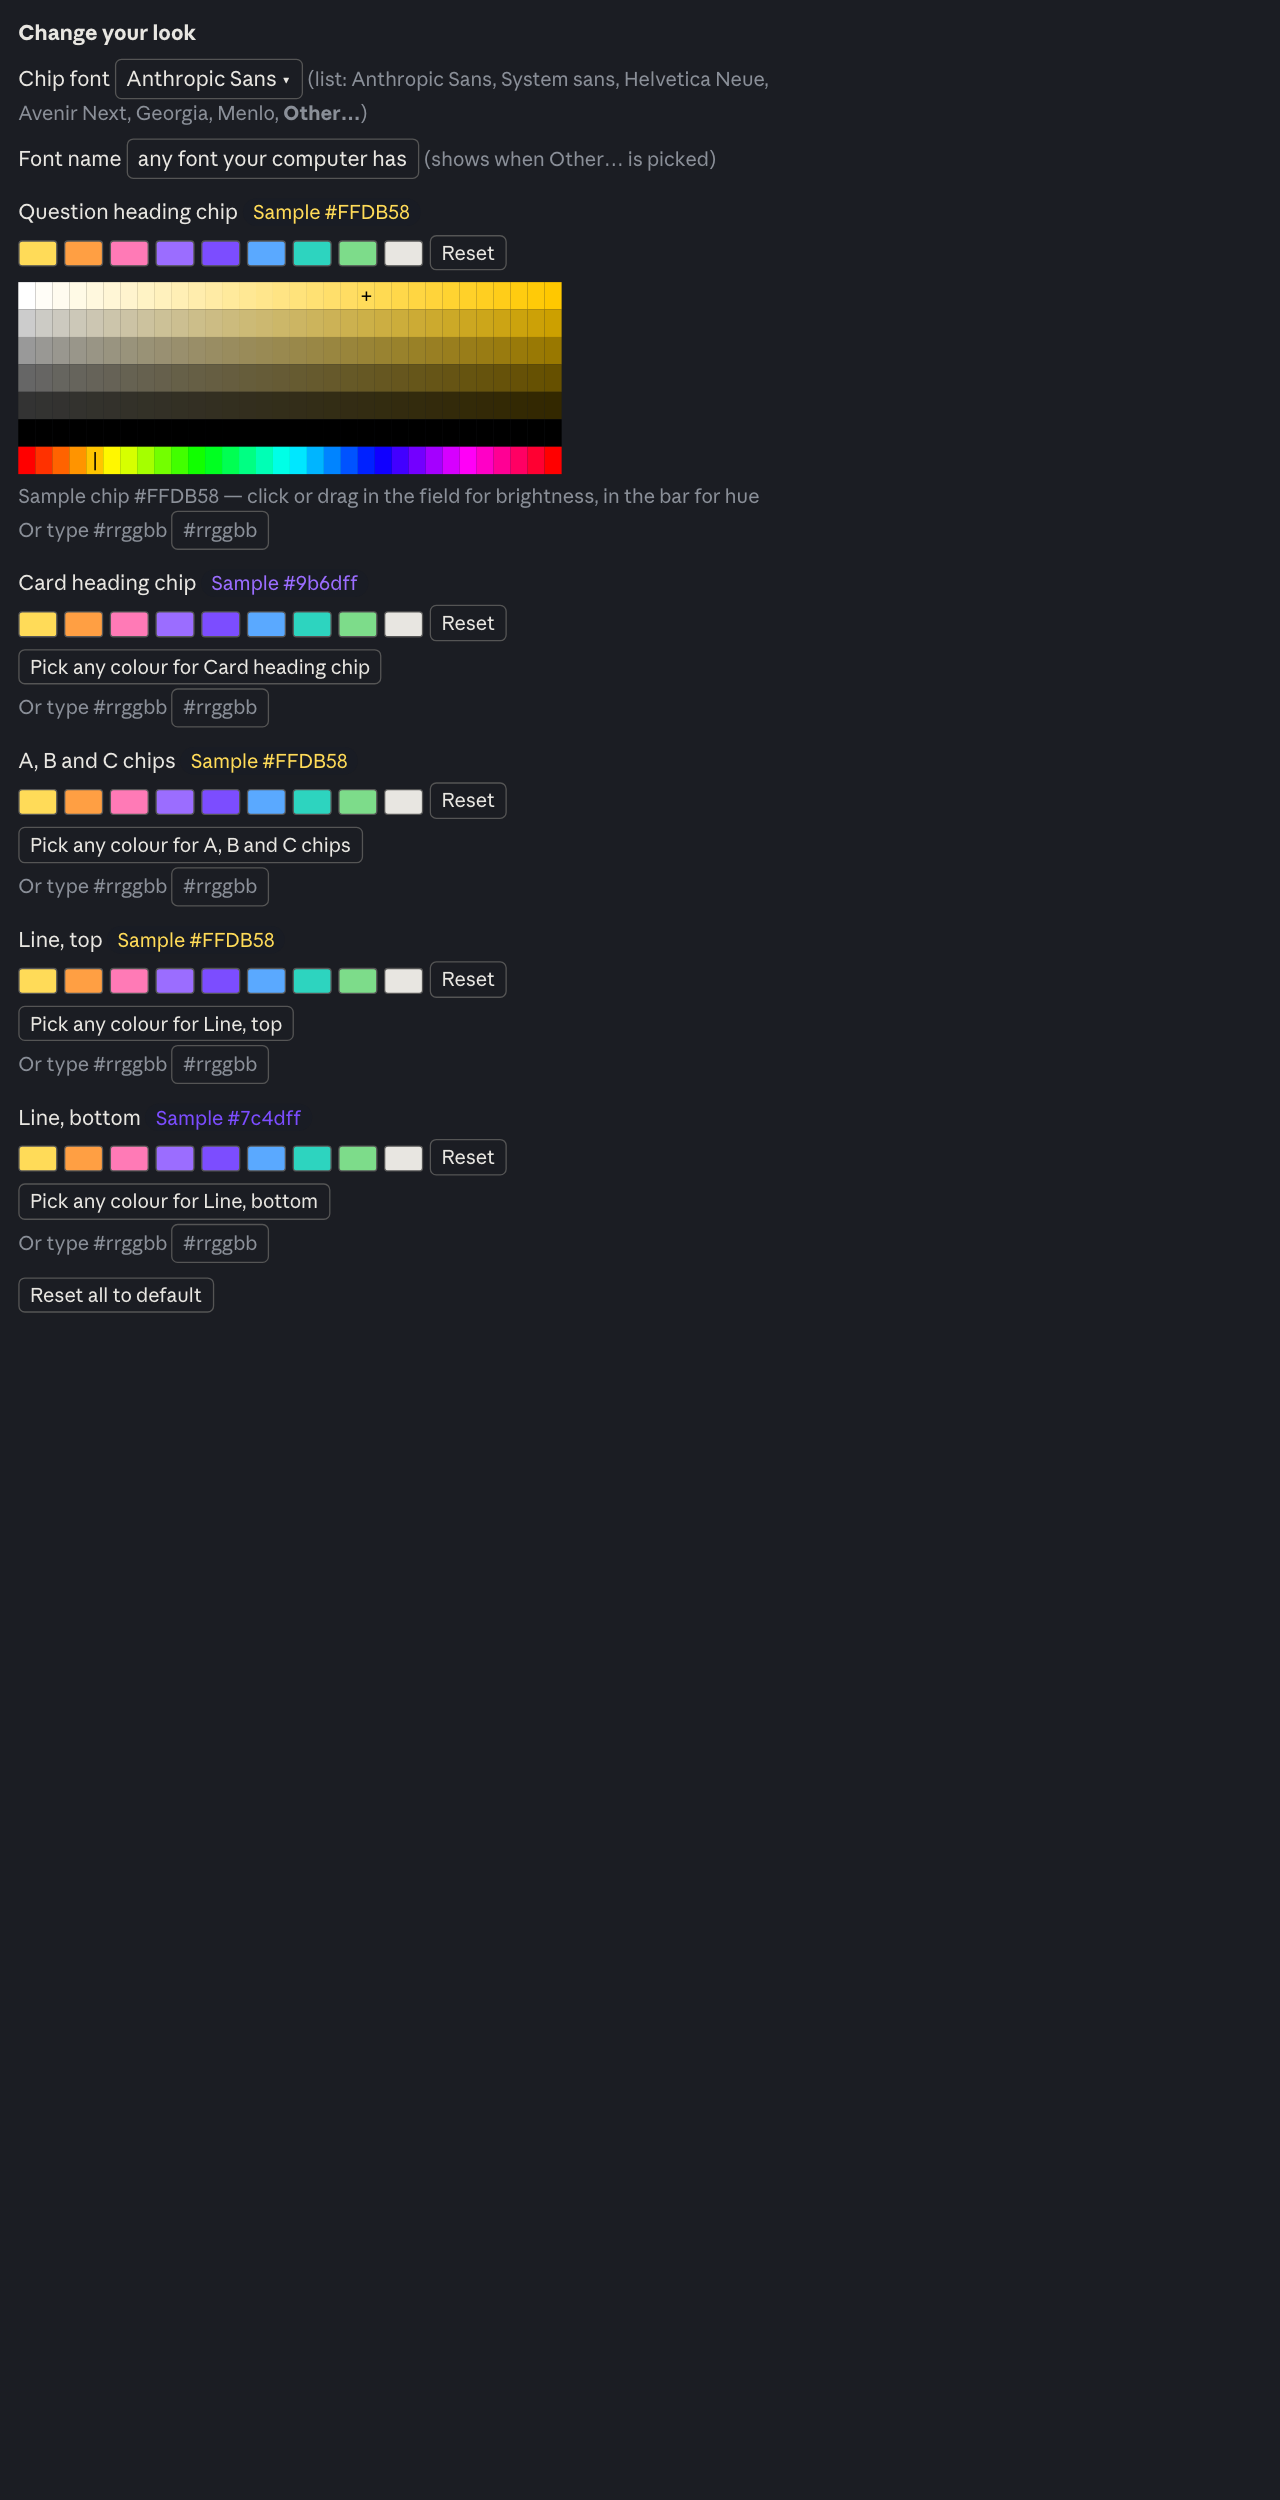 Change your look
Chip font Anthropic Sans ▾ (list: Anthropic Sans, System sans, Helvetica Neue,
Avenir Next, Georgia, Menlo, Other…)
Font name any font your computer has (shows when Other… is picked)
Question heading chip Sample #FFDB58
Reset
Sample chip #FFDB58 — click or drag in the field for brightness, in the bar for hue
Or type #rrggbb #rrggbb
Card heading chip Sample #9b6dff
Reset
Pick any colour for Card heading chip
Or type #rrggbb #rrggbb
A, B and C chips Sample #FFDB58
Reset
Pick any colour for A, B and C chips
Or type #rrggbb #rrggbb
Line, top Sample #FFDB58
Reset
Pick any colour for Line, top
Or type #rrggbb #rrggbb
Line, bottom Sample #7c4dff
Reset
Pick any colour for Line, bottom
Or type #rrggbb #rrggbb
Reset all to default